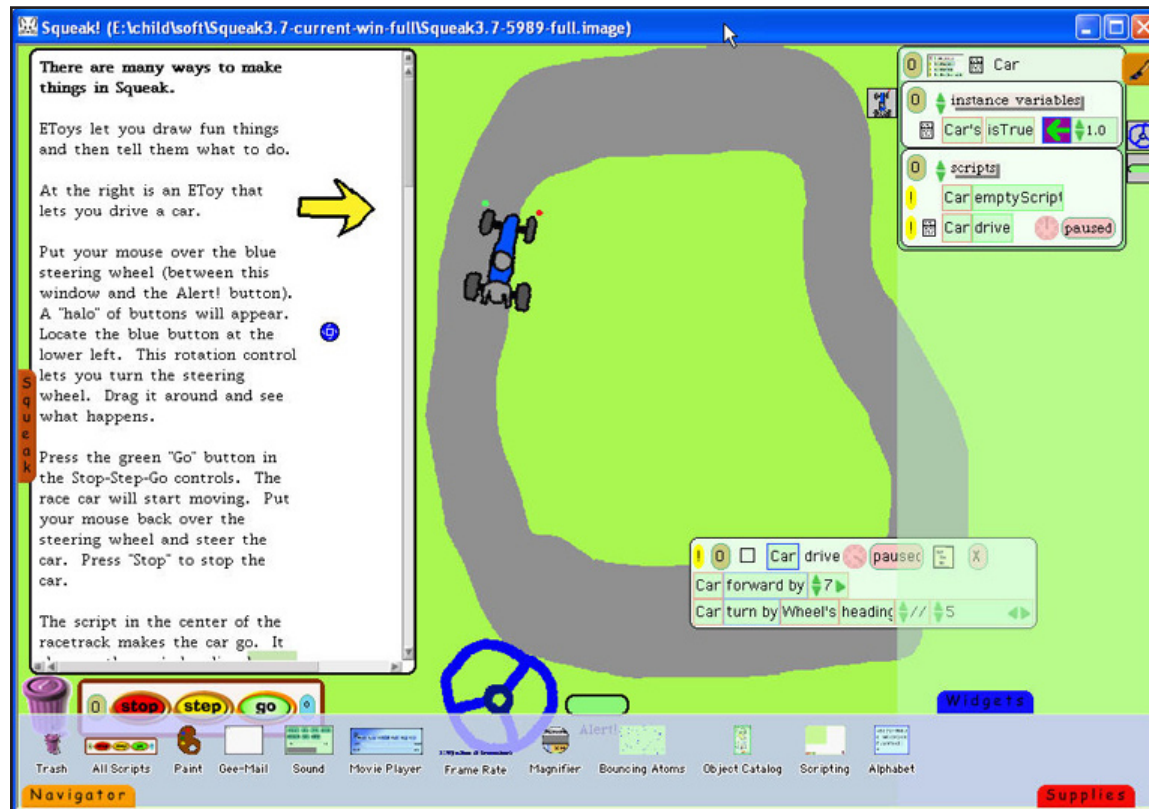 Squeak! (E:\child\soft\Squeak3.7-current-win-full\Squeak3.7-5989-full.image)
There are many ways to make
things in Squeak.
EToys let you draw fun things
and then tell them what to do.
At the right is an EToy that
lets you drive a car.
Put your mouse over the blue
steering wheel (between this
window and the Alert! button).
A "halo" of buttons will appear.
Locate the blue button at the
lower left. This rotation control
lets you turn the steering
wheel. Drag it around and see
what happens.
Press the green "Go" button in
the Stop-Step-Go controls. The
race car will start moving. Put
your mouse back over the
steering wheel and steer the
car. Press "Stop" to stop the
car.
The script in the center of the
racetrack makes the car go. It
Squeak
O Car
O instance variables
Car's isTrue 1.0
O scripts
! Car emptyScript
! Car drive paused
! O Car drive paused X
Car forward by 7
Car turn by Wheel's heading // 5
O stop step go
Widgets
Alert!
Trash
All Scripts
Paint
Gee-Mail
Sound
Movie Player
Frame Rate
Magnifier
Bouncing Atoms
Object Catalog
Scripting
Alphabet
Navigator
Supplies